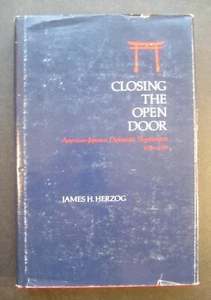 CLOSING
THE
OPEN
DOOR
American-Japanese Diplomatic Negotiations
JAMES H. HERZOG